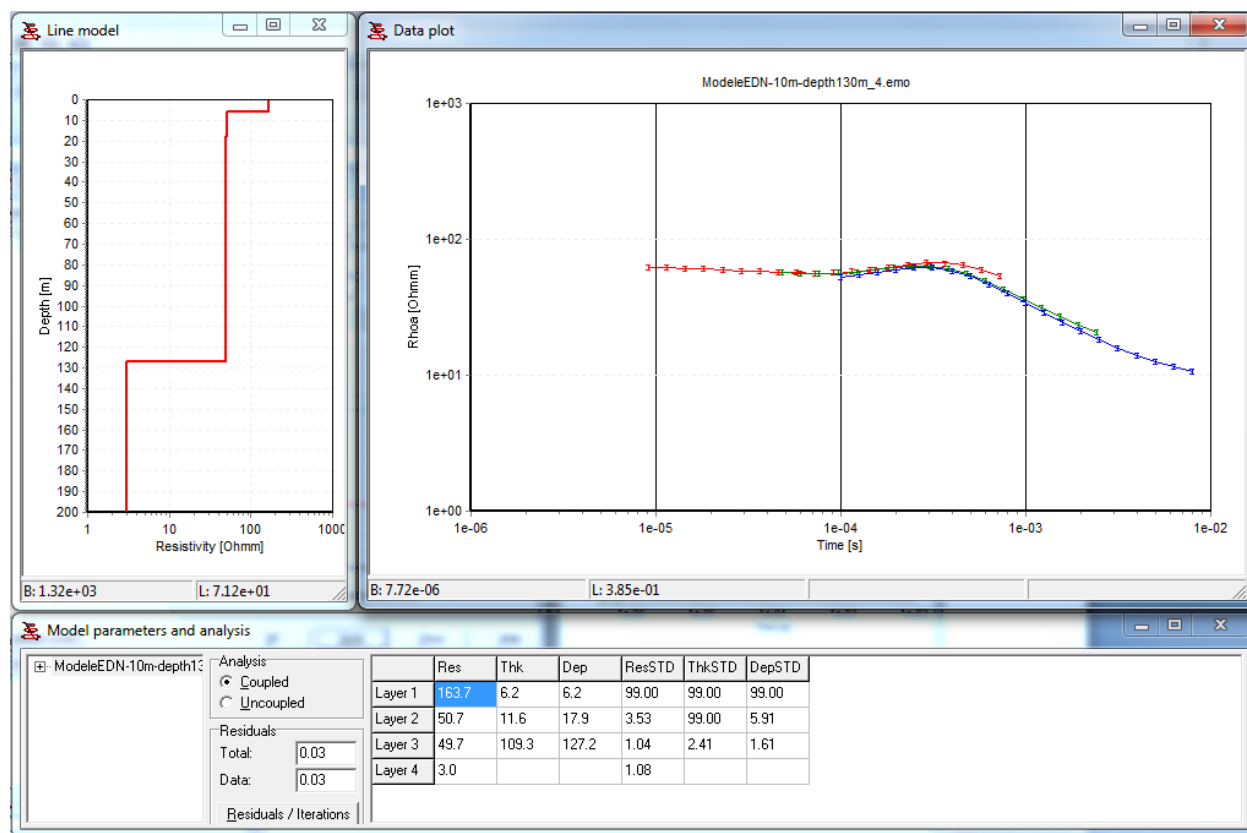 Line model
0
10
20
30
40
50
60
70
80
90
100
110
120
130
140
150
160
170
180
190
200
Depth [m]
1 10 100 1000
Resistivity [Ohmm]
B: 1.32e+03 L: 7.12e+01
Data plot
ModeleEDN-10m-depth130m_4.emo
1e+03
1e+02
1e+01
1e+00
Rhoa [Ohmm]
1e-06 1e-05 1e-04 1e-03 1e-02
Time [s]
B: 7.72e-06 L: 3.85e-01
Model parameters and analysis
ModeleEDN-10m-depth13
Analysis
Coupled
Uncoupled
Residuals
Total: 0.03
Data: 0.03
Residuals / Iterations
Res Thk Dep ResSTD ThkSTD DepSTD
Layer 1 163.7 6.2 6.2 99.00 99.00 99.00
Layer 2 50.7 11.6 17.9 3.53 99.00 5.91
Layer 3 49.7 109.3 127.2 1.04 2.41 1.61
Layer 4 3.0 1.08